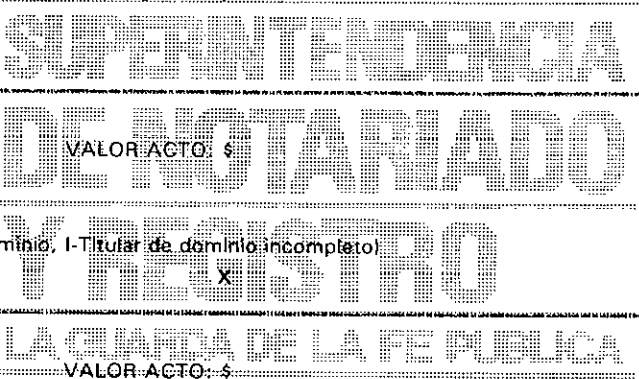 SUPERINTENDENCIA
DE NOTARIADO
VALOR ACTO: $
minio, I-Titular de dominio incompleto)
Y REGISTRO
X
LA GUARDA DE LA FE PUBLICA
VALOR ACTO: $